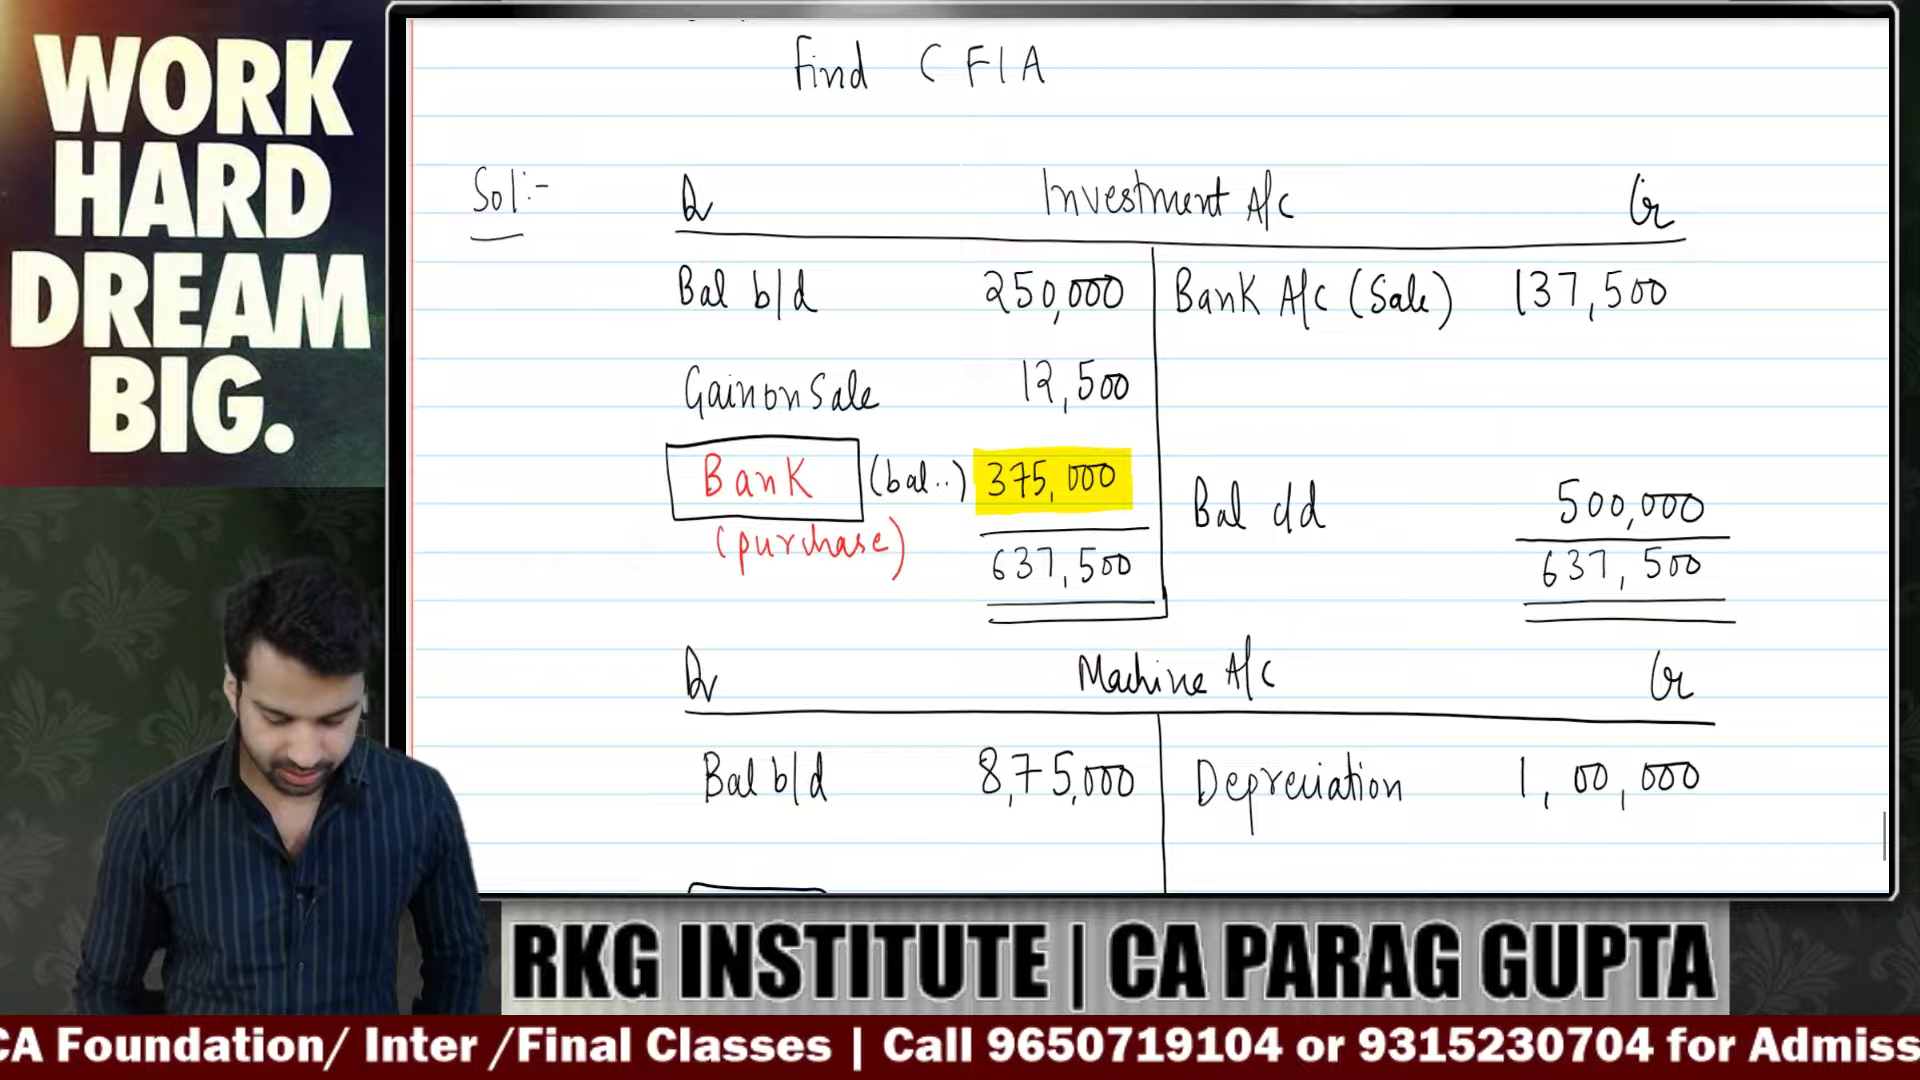 WORK
HARD
DREAM
BIG.
Find CFIA
Sol:-
Dr Investment A/c Cr
Bal b/d 250,000 Bank A/c (Sale) 137,500
Gain on Sale 12,500
Bank (bal..) 375,000
(purchase)
Bal c/d 500,000
637,500 637,500
Dr Machine A/c Cr
Bal b/d 8,75,000 Depreciation 1,00,000
RKG INSTITUTE | CA PARAG GUPTA
CA Foundation/ Inter /Final Classes | Call 9650719104 or 9315230704 for Admiss